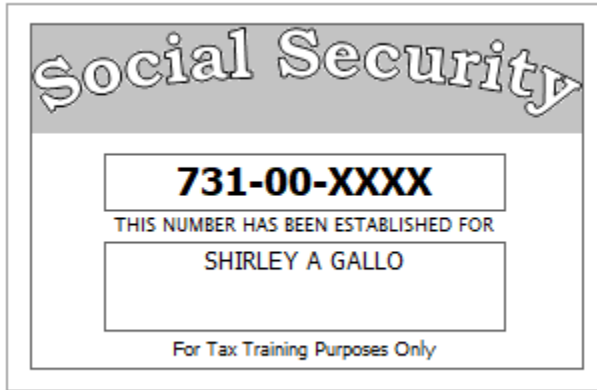 Social Security
731-00-XXXX
THIS NUMBER HAS BEEN ESTABLISHED FOR
SHIRLEY A GALLO
For Tax Training Purposes Only